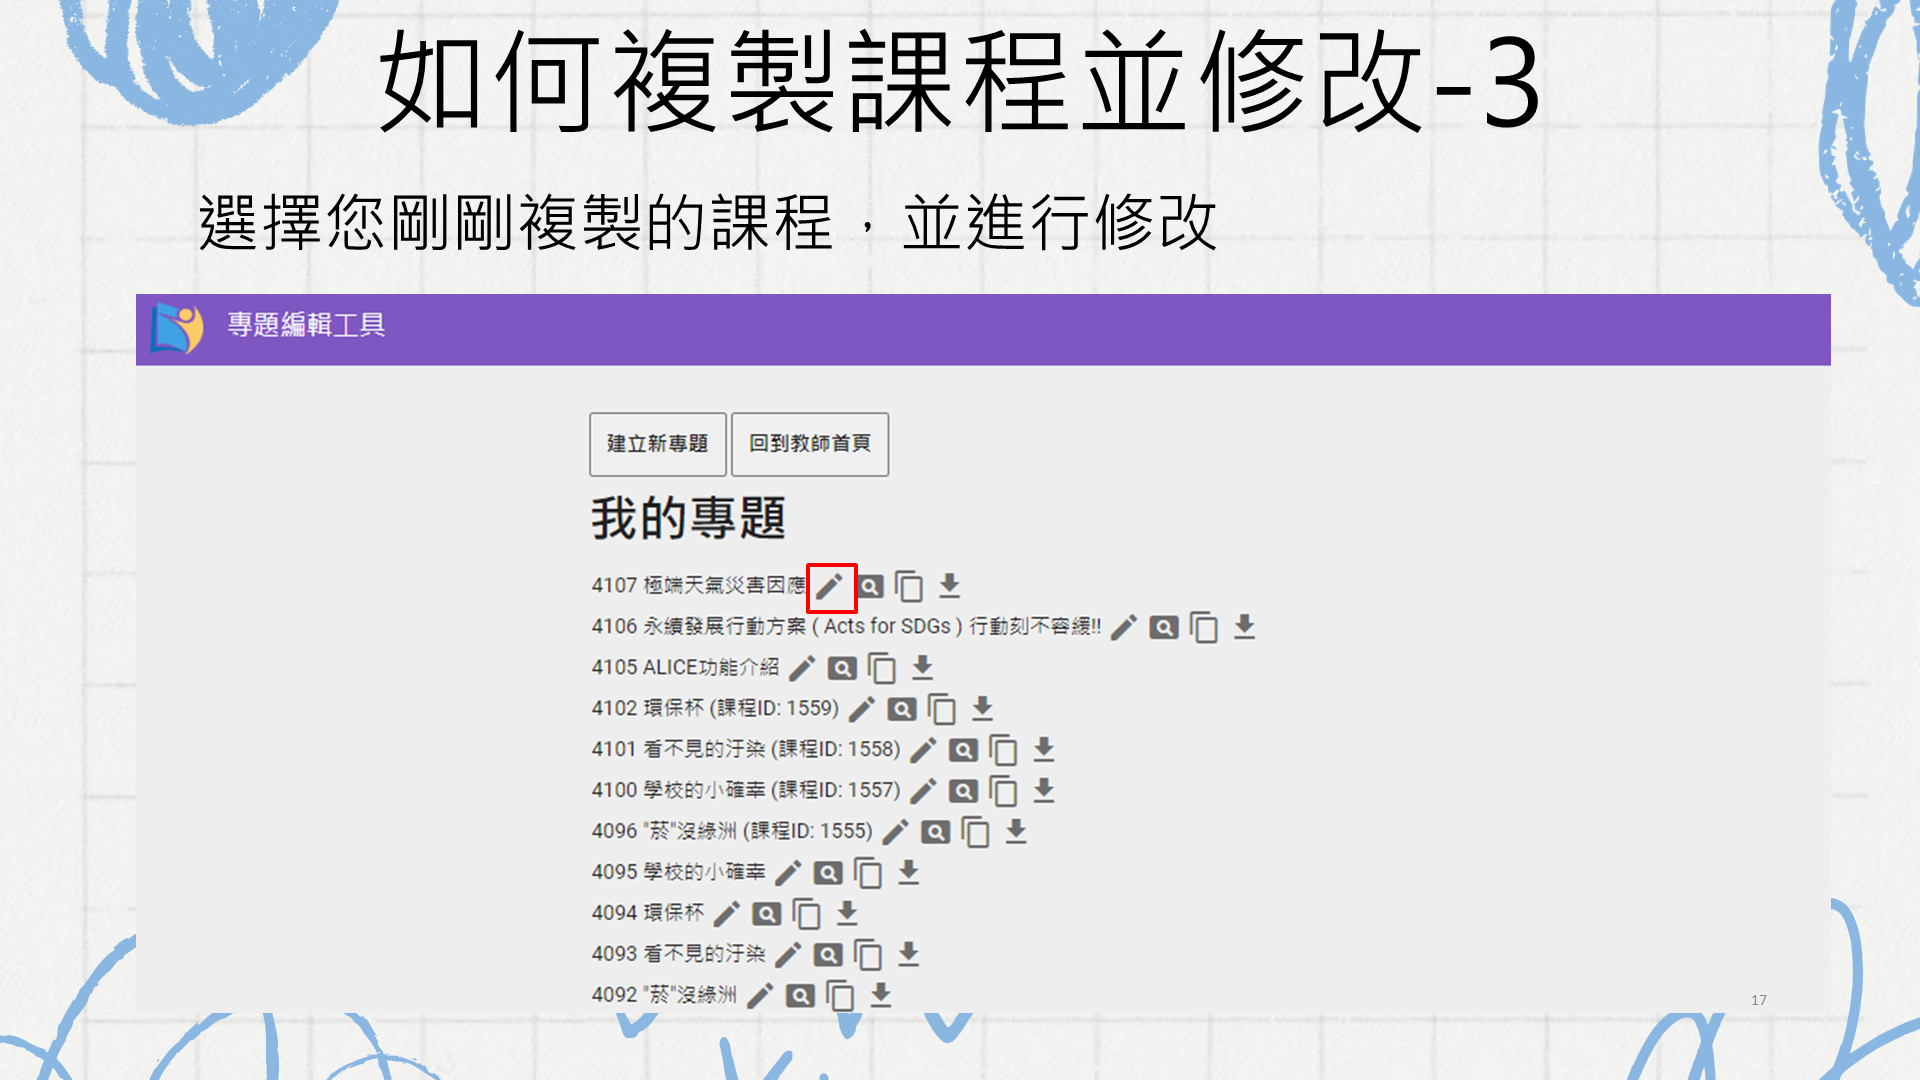 如何複製課程並修改-3
選擇您剛剛複製的課程，並進行修改
專題編輯工具
建立新專題 回到教師首頁
我的專題
4107 極端天氣災害因應
4106 永續發展行動方案 ( Acts for SDGs ) 行動刻不容緩!!
4105 ALICE功能介紹
4102 環保杯 (課程ID: 1559)
4101 看不見的汙染 (課程ID: 1558)
4100 學校的小確幸 (課程ID: 1557)
4096 "菸"沒綠洲 (課程ID: 1555)
4095 學校的小確幸
4094 環保杯
4093 看不見的汙染
4092 "菸"沒綠洲
17